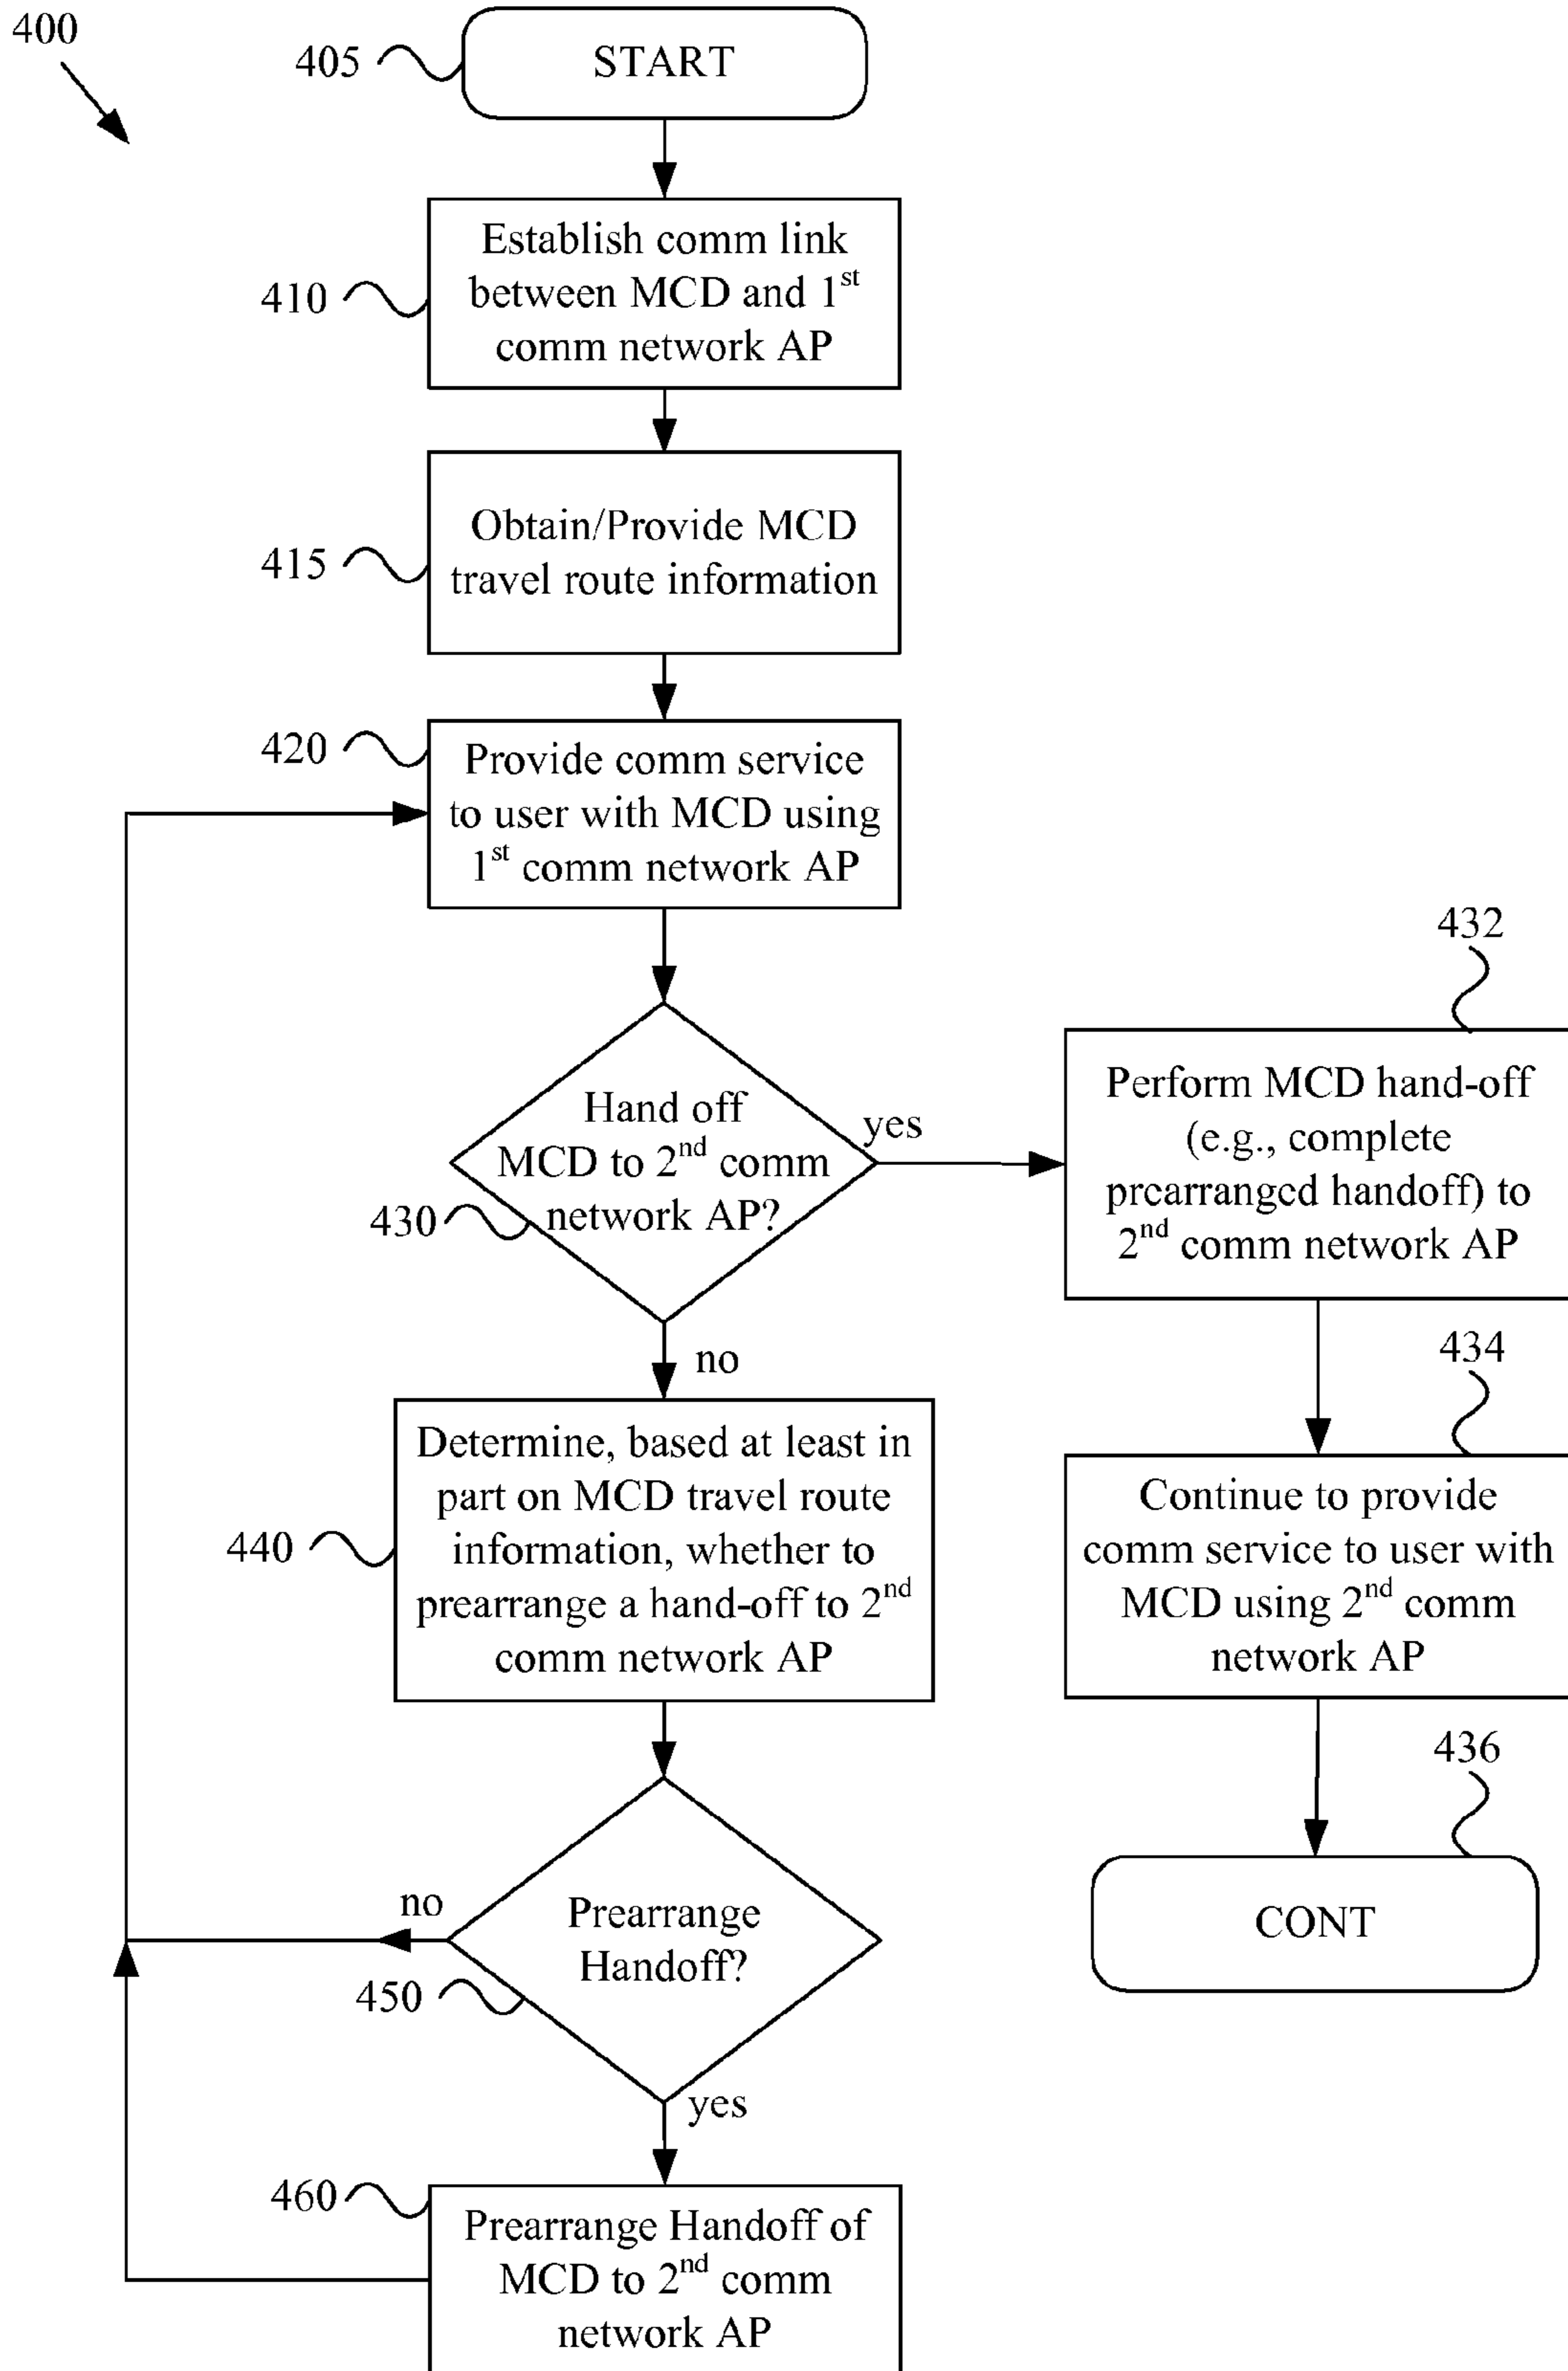 400
405
START
410
Establish comm link
between MCD and 1st
comm network AP
415
Obtain/Provide MCD
travel route information
420
Provide comm service
to user with MCD using
1st comm network AP
430
Hand off
MCD to 2nd comm
network AP?
yes
no
432
Perform MCD hand-off
(e.g., complete
prearranged handoff) to
2nd comm network AP
434
Continue to provide
comm service to user with
MCD using 2nd comm
network AP
436
CONT
440
Determine, based at least in
part on MCD travel route
information, whether to
prearrange a hand-off to 2nd
comm network AP
450
Prearrange
Handoff?
no
yes
460
Prearrange Handoff of
MCD to 2nd comm
network AP